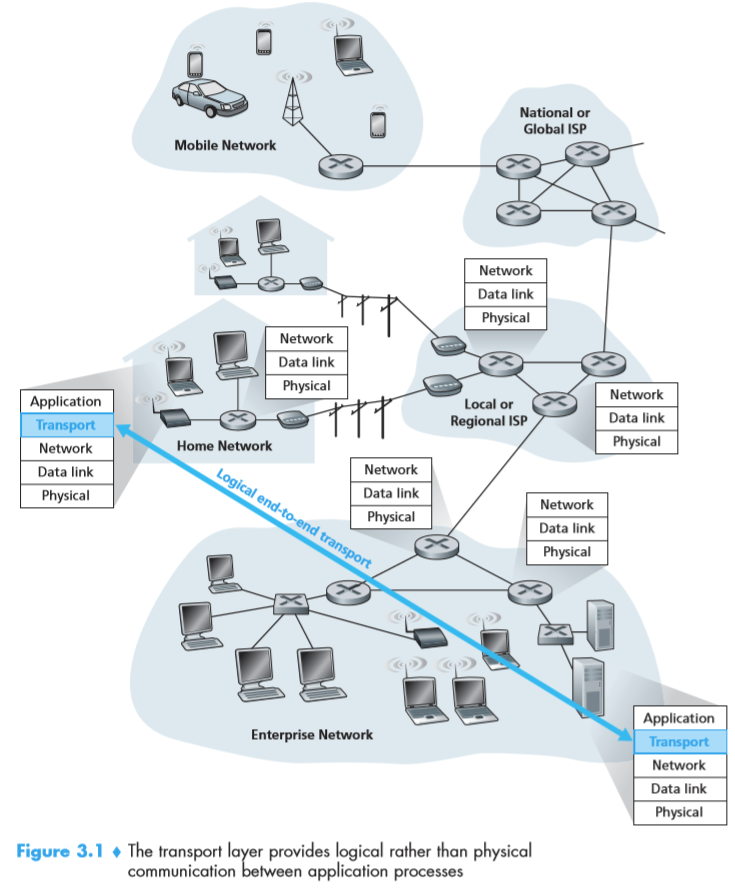 Mobile Network
National or
Global ISP
Network
Data link
Physical
Network
Data link
Physical
Application
Transport
Network
Data link
Physical
Home Network
Local or
Regional ISP
Network
Data link
Physical
Logical end-to-end transport
Network
Data link
Physical
Network
Data link
Physical
Enterprise Network
Application
Transport
Network
Data link
Physical
Figure 3.1 ♦ The transport layer provides logical rather than physical
communication between application processes